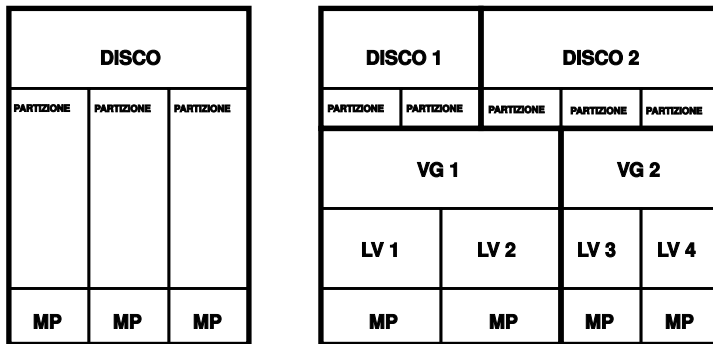 DISCO
PARTIZIONE PARTIZIONE PARTIZIONE
MP MP MP
DISCO 1 DISCO 2
PARTIZIONE PARTIZIONE PARTIZIONE PARTIZIONE PARTIZIONE
VG 1 VG 2
LV 1 LV 2 LV 3 LV 4
MP MP MP MP